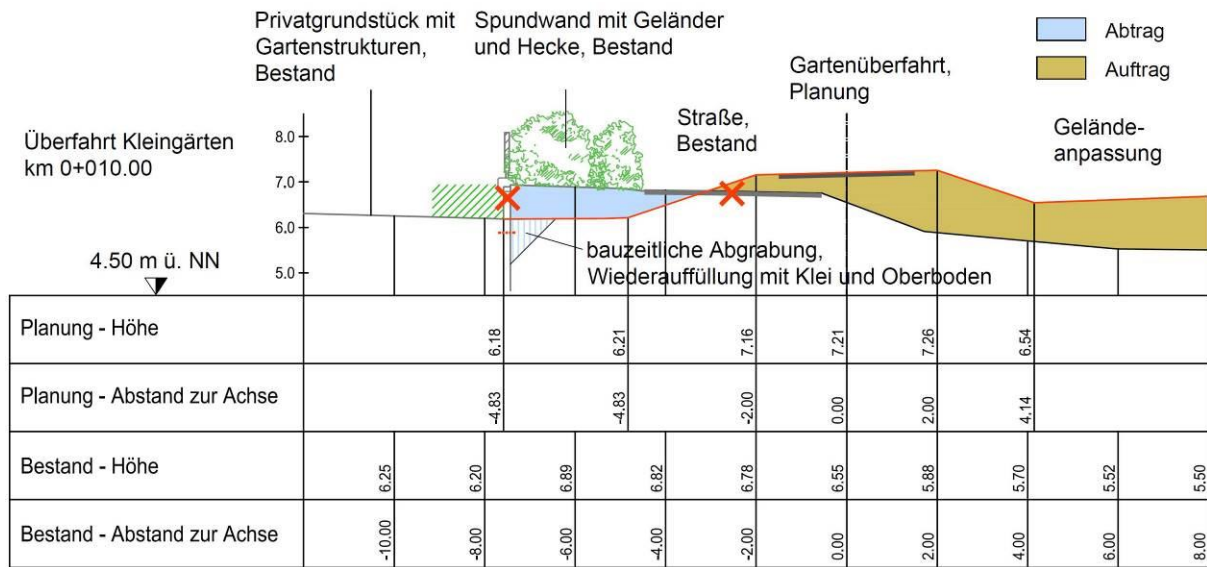 Privatgrundstück mit
Gartenstrukturen,
Bestand
Spundwand mit Geländer
und Hecke, Bestand
Abtrag
Auftrag
Gartenüberfahrt,
Planung
Straße,
Bestand
Gelände-
anpassung
Überfahrt Kleingärten
km 0+010.00
8.0
7.0
6.0
5.0
bauzeitliche Abgrabung,
Wiederauffüllung mit Klei und Oberboden
4.50 m ü. NN
Planung - Höhe
6.18
6.21
7.16
7.21
7.26
6.54
Planung - Abstand zur Achse
-4.83
-4.83
-2.00
0.00
2.00
4.14
Bestand - Höhe
6.25
6.20
6.89
6.82
6.78
6.55
5.88
5.70
5.52
5.50
Bestand - Abstand zur Achse
-10.00
-8.00
-6.00
-4.00
-2.00
0.00
2.00
4.00
6.00
8.00